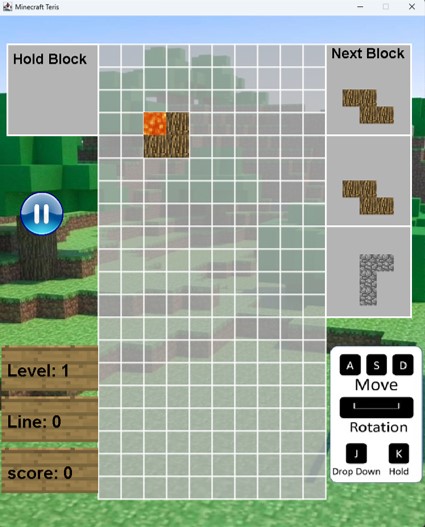 Minecraft Teris
Hold Block
Next Block
Level: 1
Line: 0
score: 0
A S D
Move
Rotation
J K
Drop Down Hold